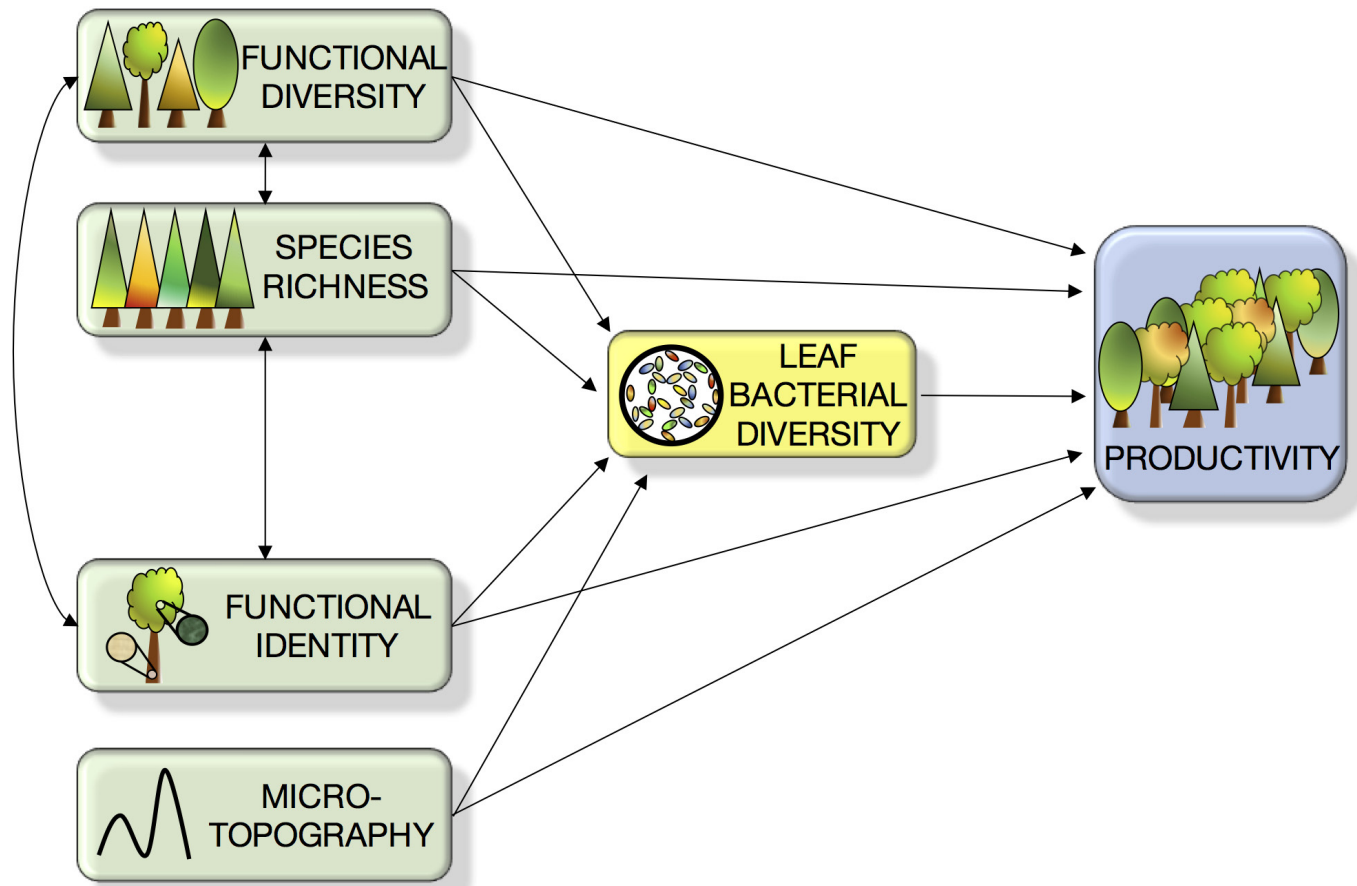 FUNCTIONAL
DIVERSITY
SPECIES
RICHNESS
LEAF
BACTERIAL
DIVERSITY
PRODUCTIVITY
FUNCTIONAL
IDENTITY
MICRO-
TOPOGRAPHY